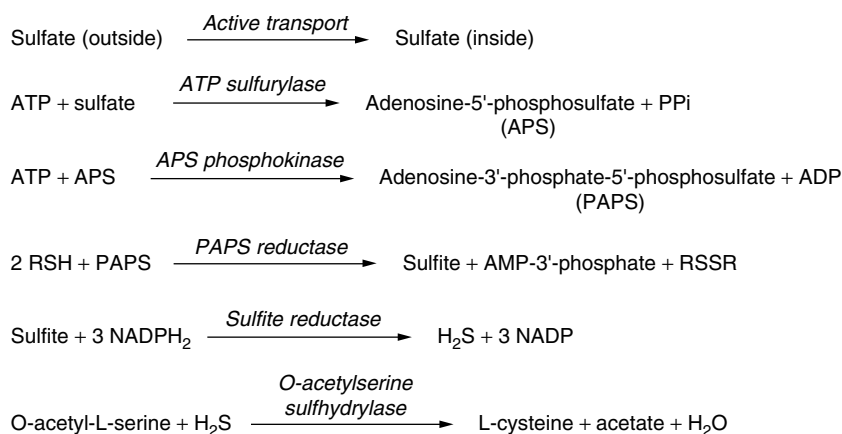 Active transport
Sulfate (outside) Sulfate (inside)
ATP sulfurylase
ATP + sulfate Adenosine-5'-phosphosulfate + PPi
(APS)
APS phosphokinase
ATP + APS Adenosine-3'-phosphate-5'-phosphosulfate + ADP
(PAPS)
PAPS reductase
2 RSH + PAPS Sulfite + AMP-3'-phosphate + RSSR
Sulfite reductase
Sulfite + 3 NADPH₂ H₂S + 3 NADP
O-acetylserine
sulfhydrylase
O-acetyl-L-serine + H₂S L-cysteine + acetate + H₂O